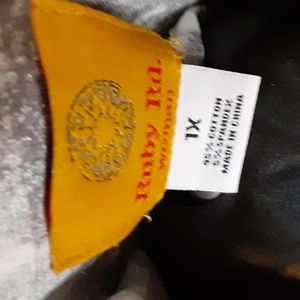 Ruby Rd.
woman
1X
95% COTTON
5% SPANDEX
MADE IN CHINA